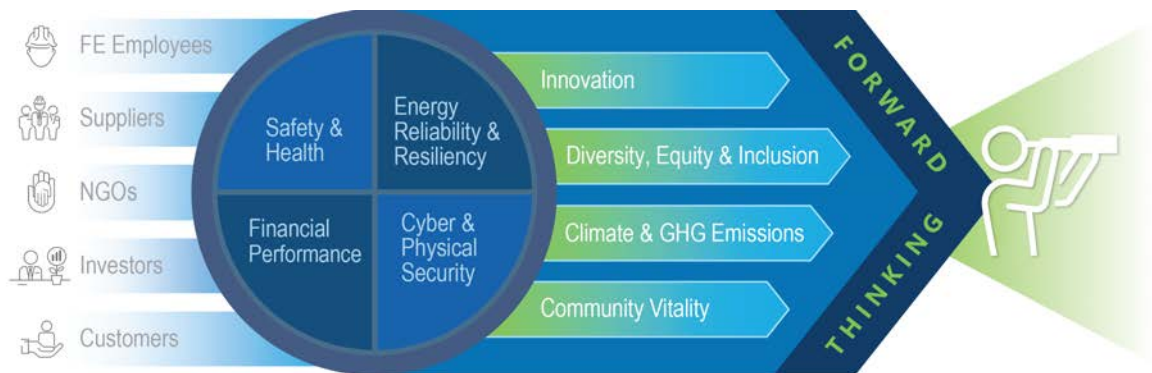 FE Employees
Suppliers
NGOs
Investors
Customers
Safety &
Health
Energy
Reliability &
Resiliency
Financial
Performance
Cyber &
Physical
Security
Innovation
Diversity, Equity & Inclusion
Climate & GHG Emissions
Community Vitality
FORWARD
THINKING